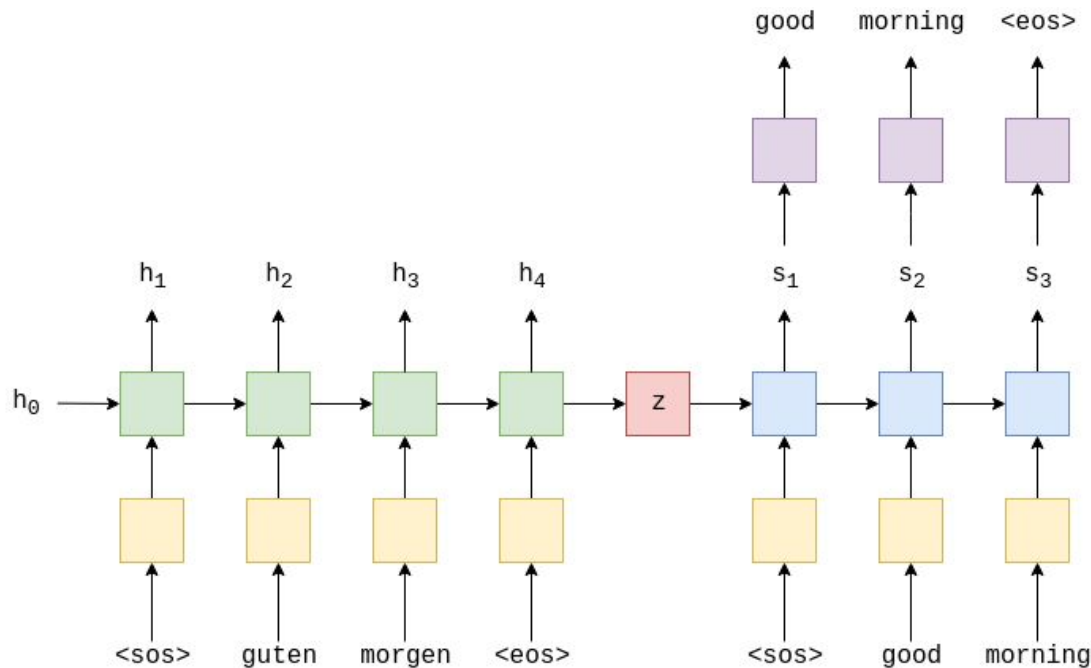 good morning <eos>
h₁ h₂ h₃ h₄ s₁ s₂ s₃
h₀ z
<sos> guten morgen <eos> <sos> good morning